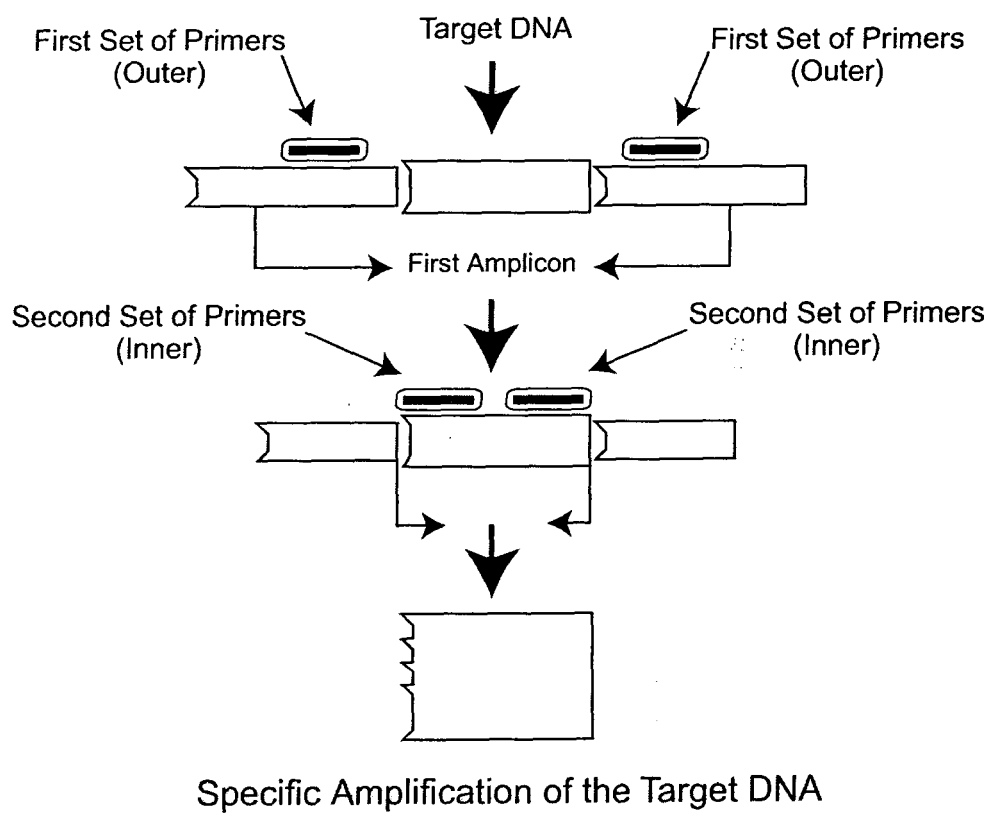 Target DNA
First Set of Primers
(Outer)
First Set of Primers
(Outer)
First Amplicon
Second Set of Primers
(Inner)
Second Set of Primers
(Inner)
Specific Amplification of the Target DNA